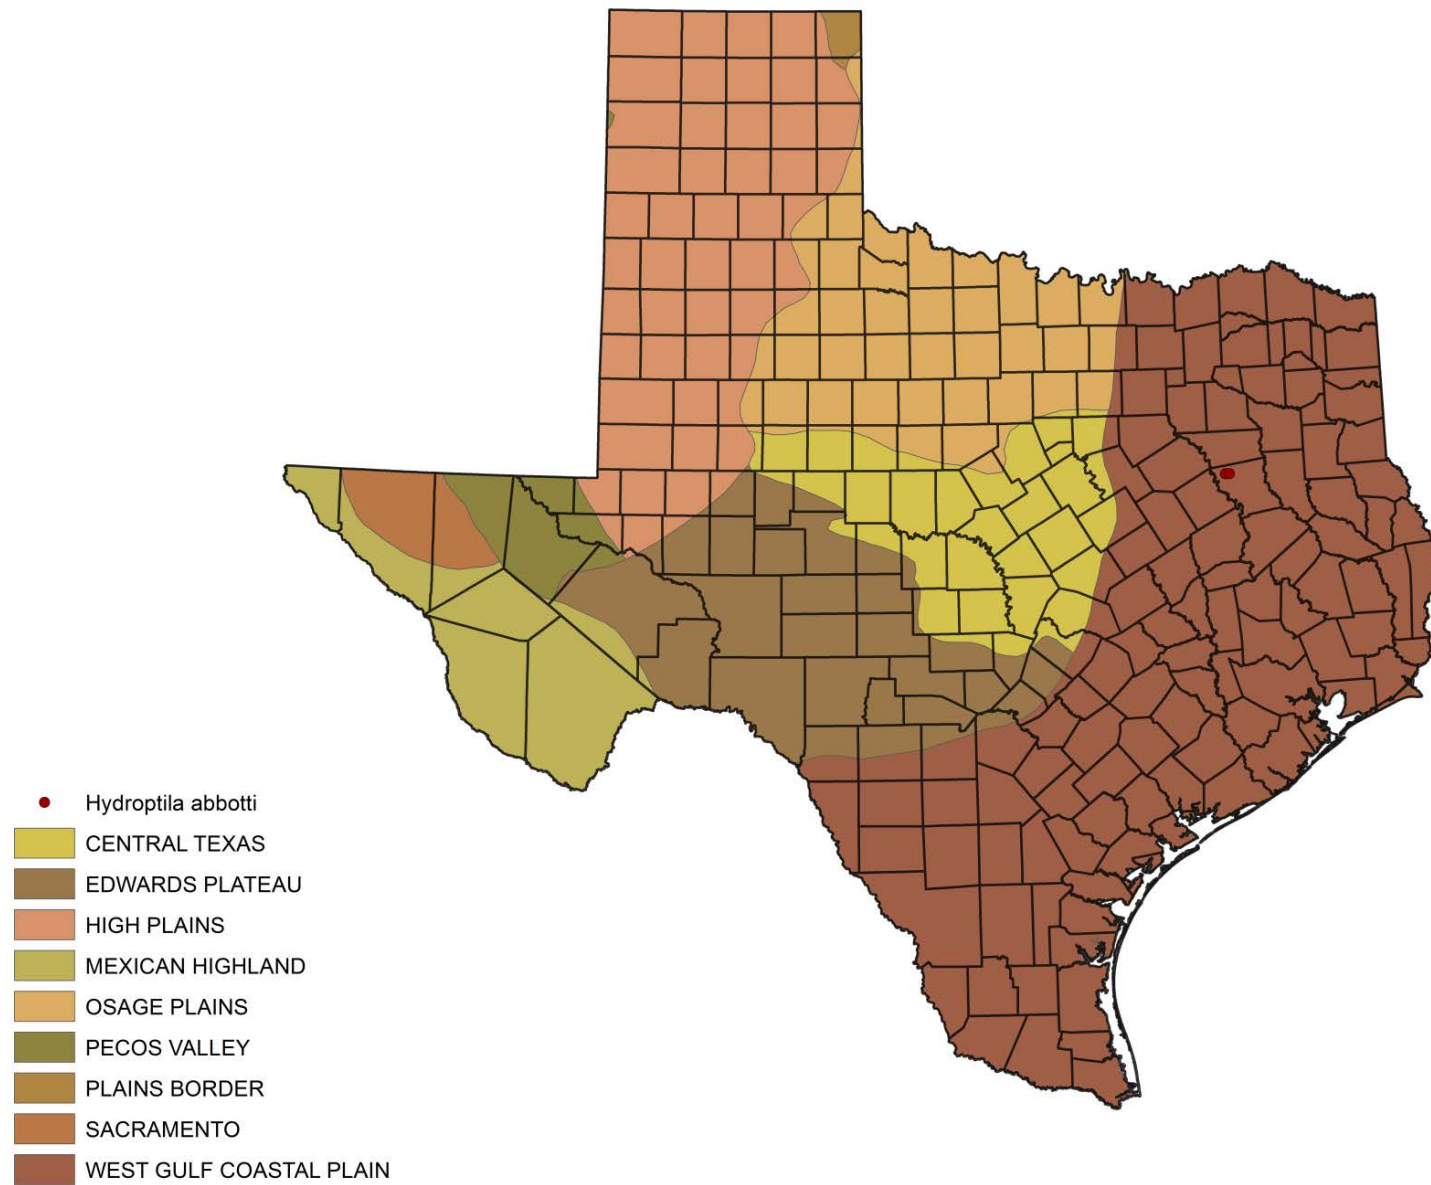 Hydroptila abbotti
CENTRAL TEXAS
EDWARDS PLATEAU
HIGH PLAINS
MEXICAN HIGHLAND
OSAGE PLAINS
PECOS VALLEY
PLAINS BORDER
SACRAMENTO
WEST GULF COASTAL PLAIN